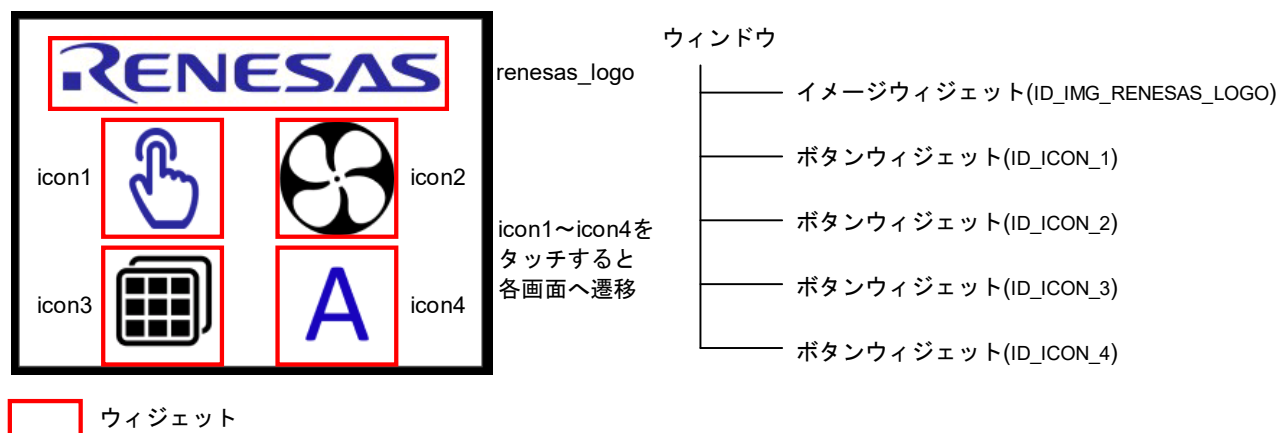 RENESAS
renesas_logo
icon1
icon2
icon3
A
icon4
icon1～icon4を
タッチすると
各画面へ遷移
ウィンドウ
イメージウィジェット(ID_IMG_RENESAS_LOGO)
ボタンウィジェット(ID_ICON_1)
ボタンウィジェット(ID_ICON_2)
ボタンウィジェット(ID_ICON_3)
ボタンウィジェット(ID_ICON_4)
ウィジェット